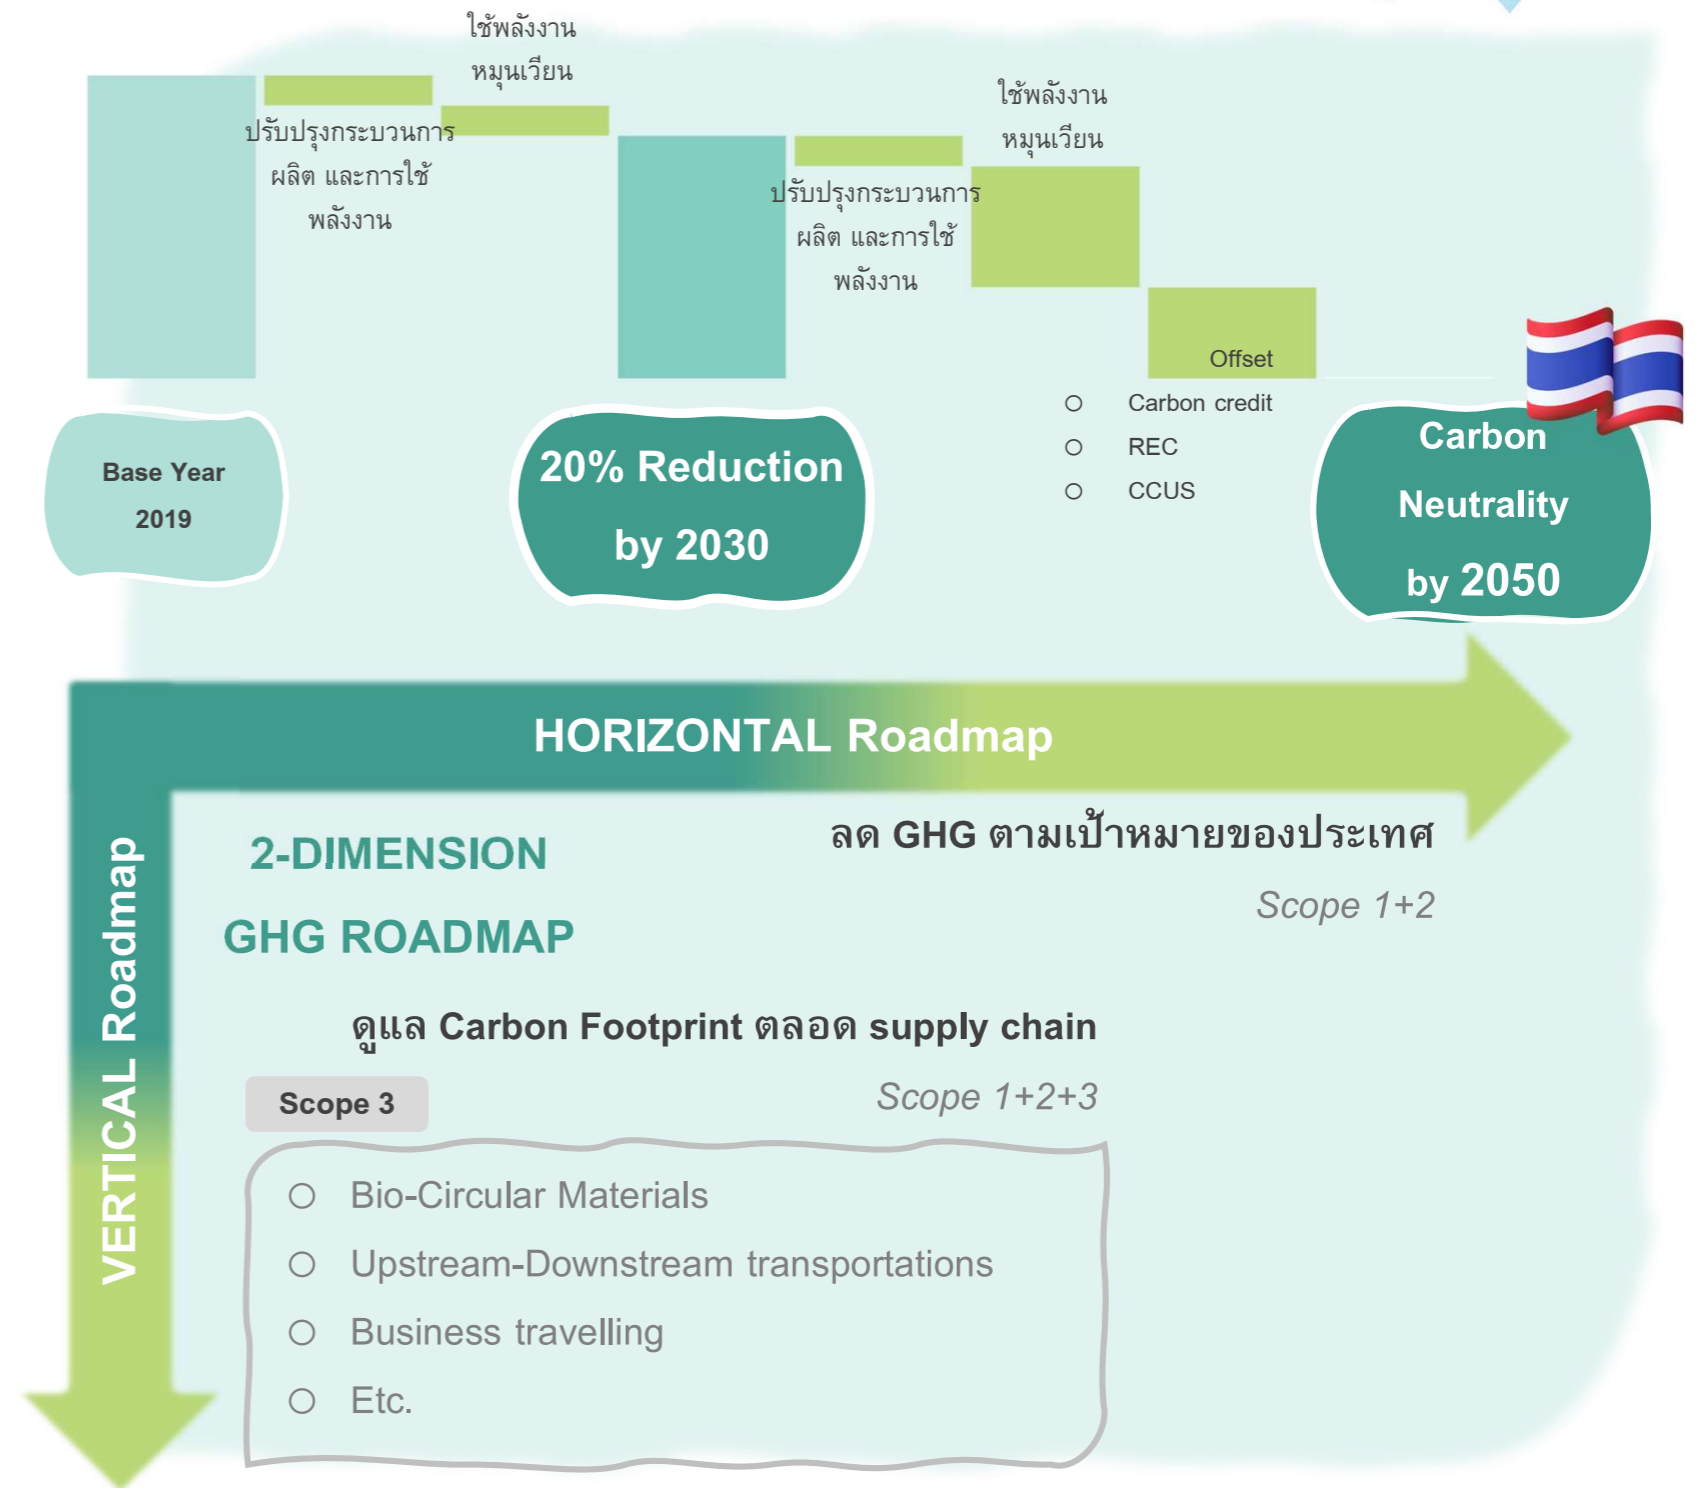 ใช้พลังงาน
หมุนเวียน
ปรับปรุงกระบวนการ
ผลิต และการใช้
พลังงาน
ใช้พลังงาน
หมุนเวียน
ปรับปรุงกระบวนการ
ผลิต และการใช้
พลังงาน
Offset
○ Carbon credit
○ REC
○ CCUS
Base Year
2019
20% Reduction
by 2030
Carbon
Neutrality
by 2050
HORIZONTAL Roadmap
VERTICAL Roadmap
2-DIMENSION
GHG ROADMAP
ลด GHG ตามเป้าหมายของประเทศ
Scope 1+2
ดูแล Carbon Footprint ตลอด supply chain
Scope 1+2+3
Scope 3
○ Bio-Circular Materials
○ Upstream-Downstream transportations
○ Business travelling
○ Etc.